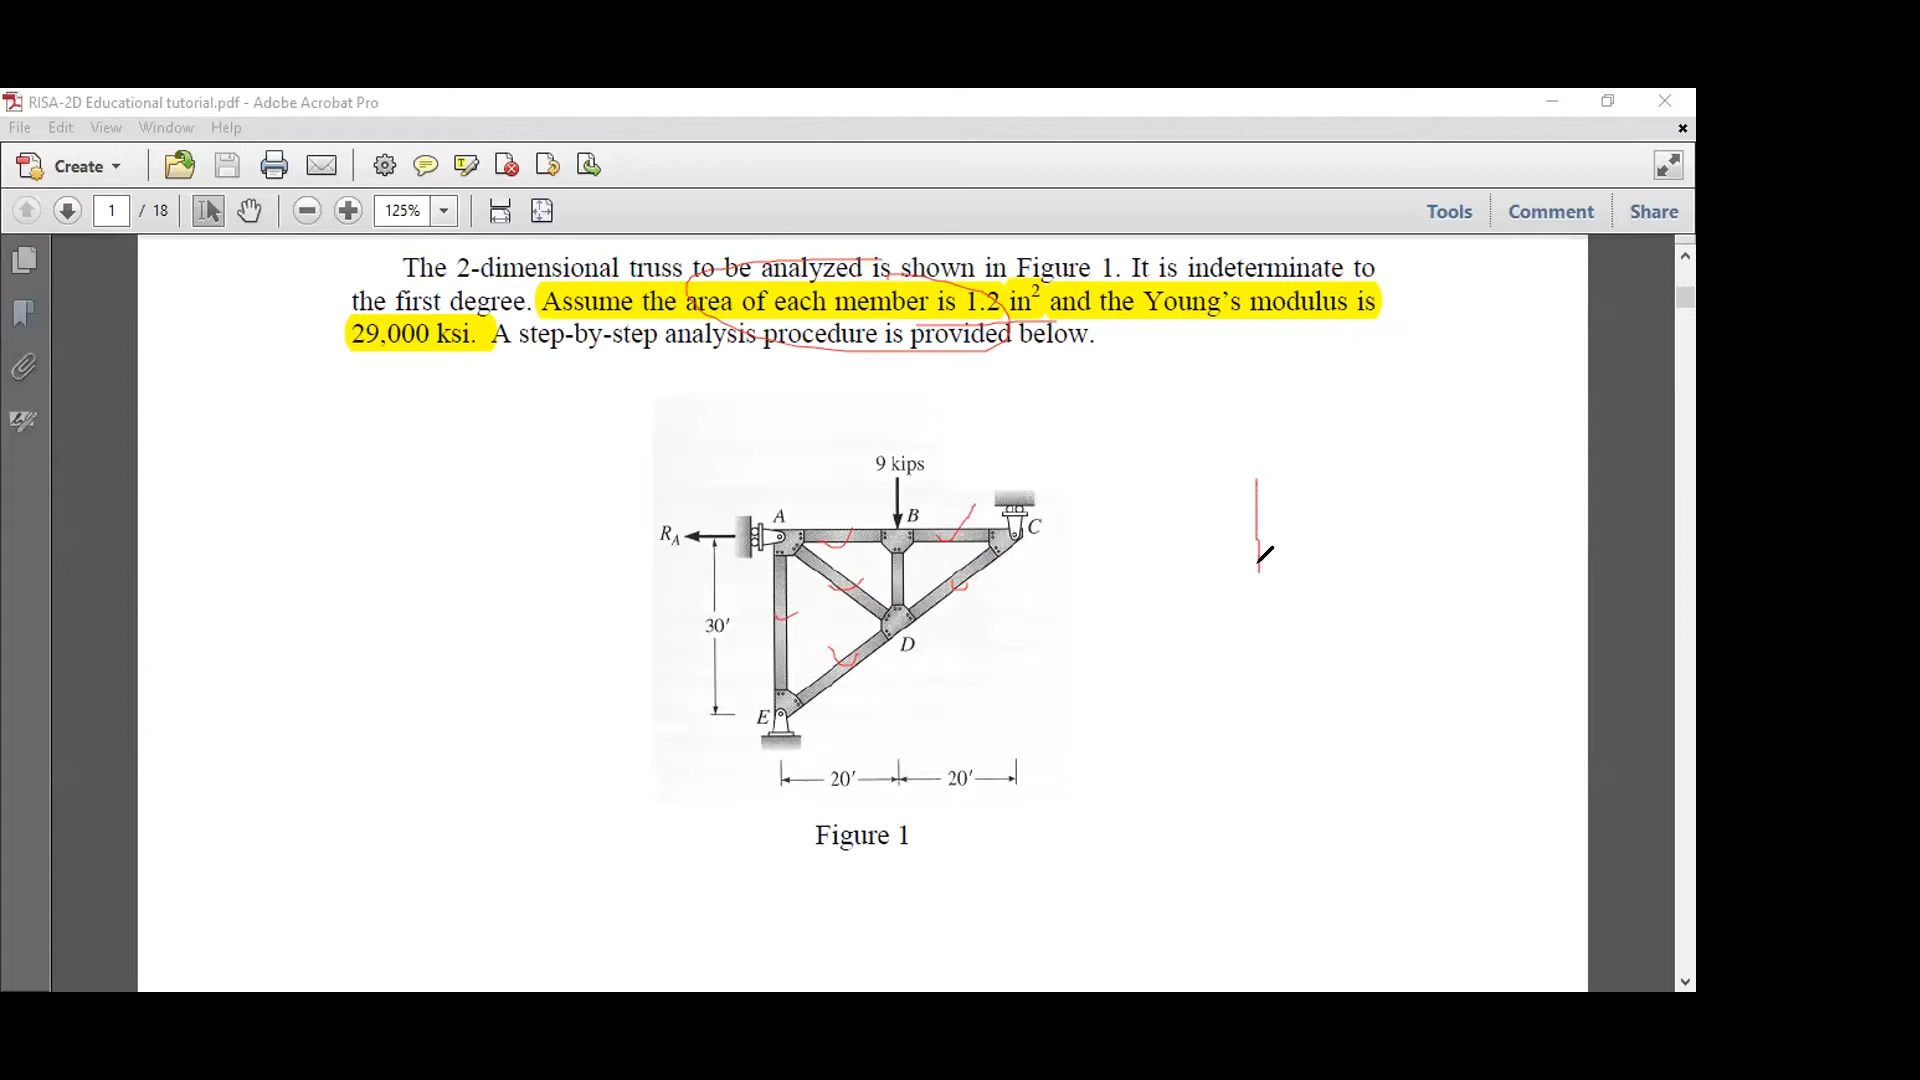 RISA-2D Educational tutorial.pdf - Adobe Acrobat Pro
File Edit View Window Help
Create
1 / 18
125%
Tools Comment Share
The 2-dimensional truss to be analyzed is shown in Figure 1. It is indeterminate to
the first degree. Assume the area of each member is 1.2 in² and the Young’s modulus is
29,000 ksi. A step-by-step analysis procedure is provided below.
9 kips
A
B
C
R_A
30'
D
E
20'
20'
Figure 1